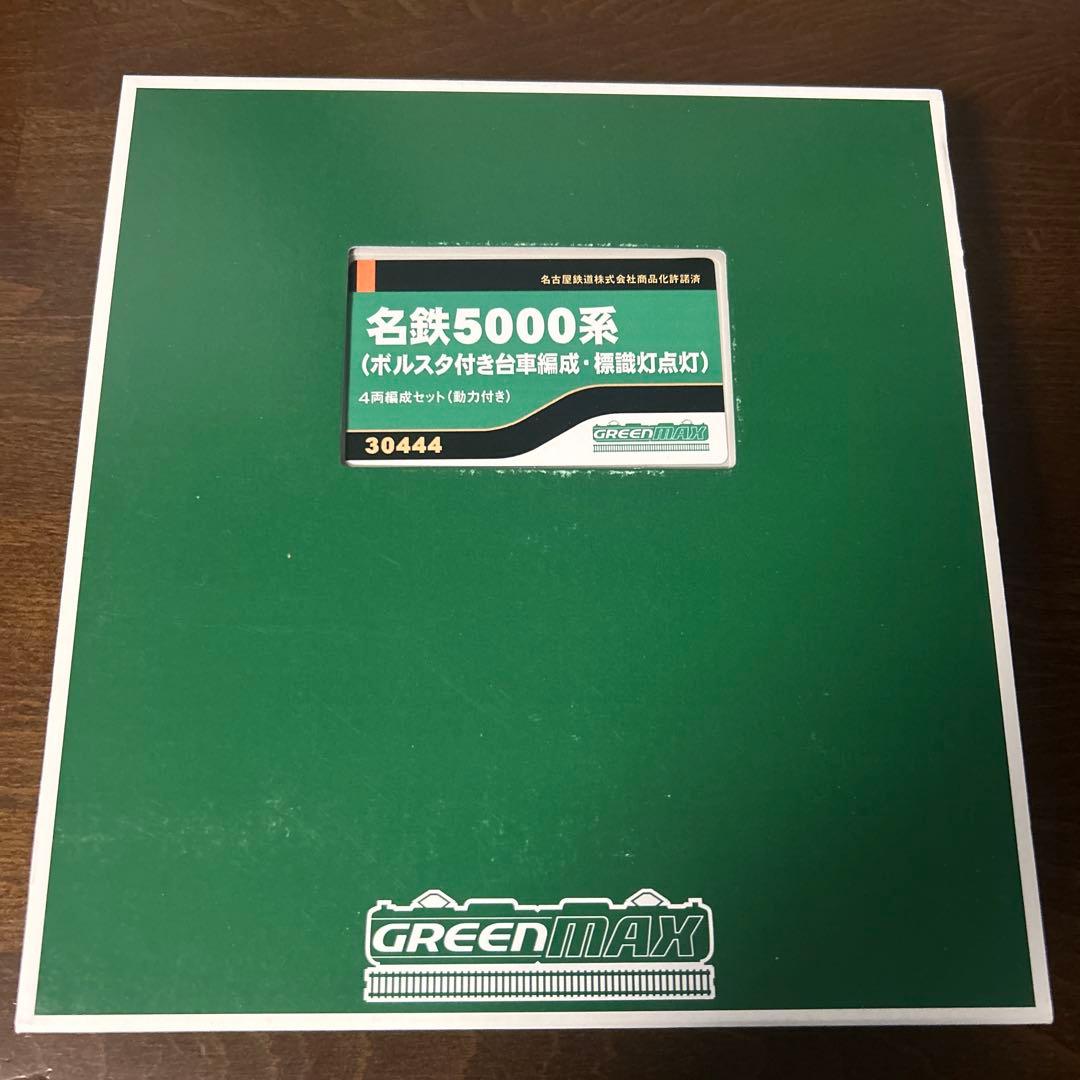 名古屋鉄道株式会社商品化許諾済
名鉄5000系
(ボルスタ付き台車編成・標識灯点灯)
4両編成セット(動力付き)
30444
GREENMAX
GREENMAX